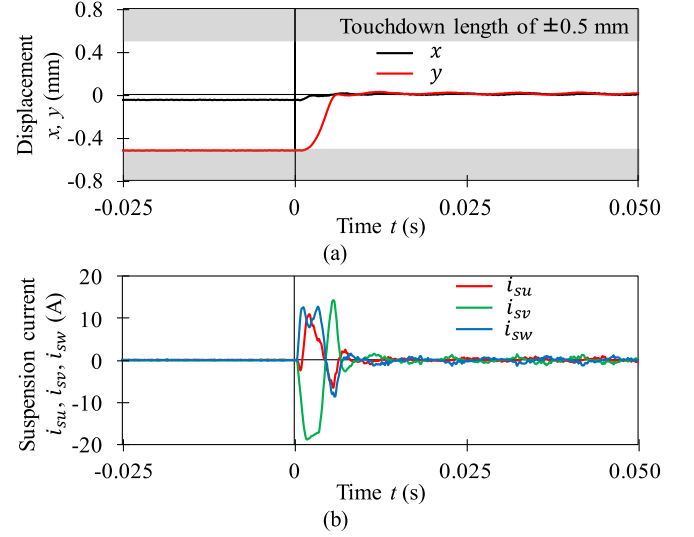 0.8
Touchdown length of ±0.5 mm
x
y
0.4
0
-0.4
-0.8
Displacement
x, y (mm)
-0.025
0
0.025
0.050
Time t (s)
(a)
20
10
0
-10
-20
i_su
i_sv
i_sw
Suspension current
i_su, i_sv, i_sw (A)
-0.025
0
0.025
0.050
Time t (s)
(b)